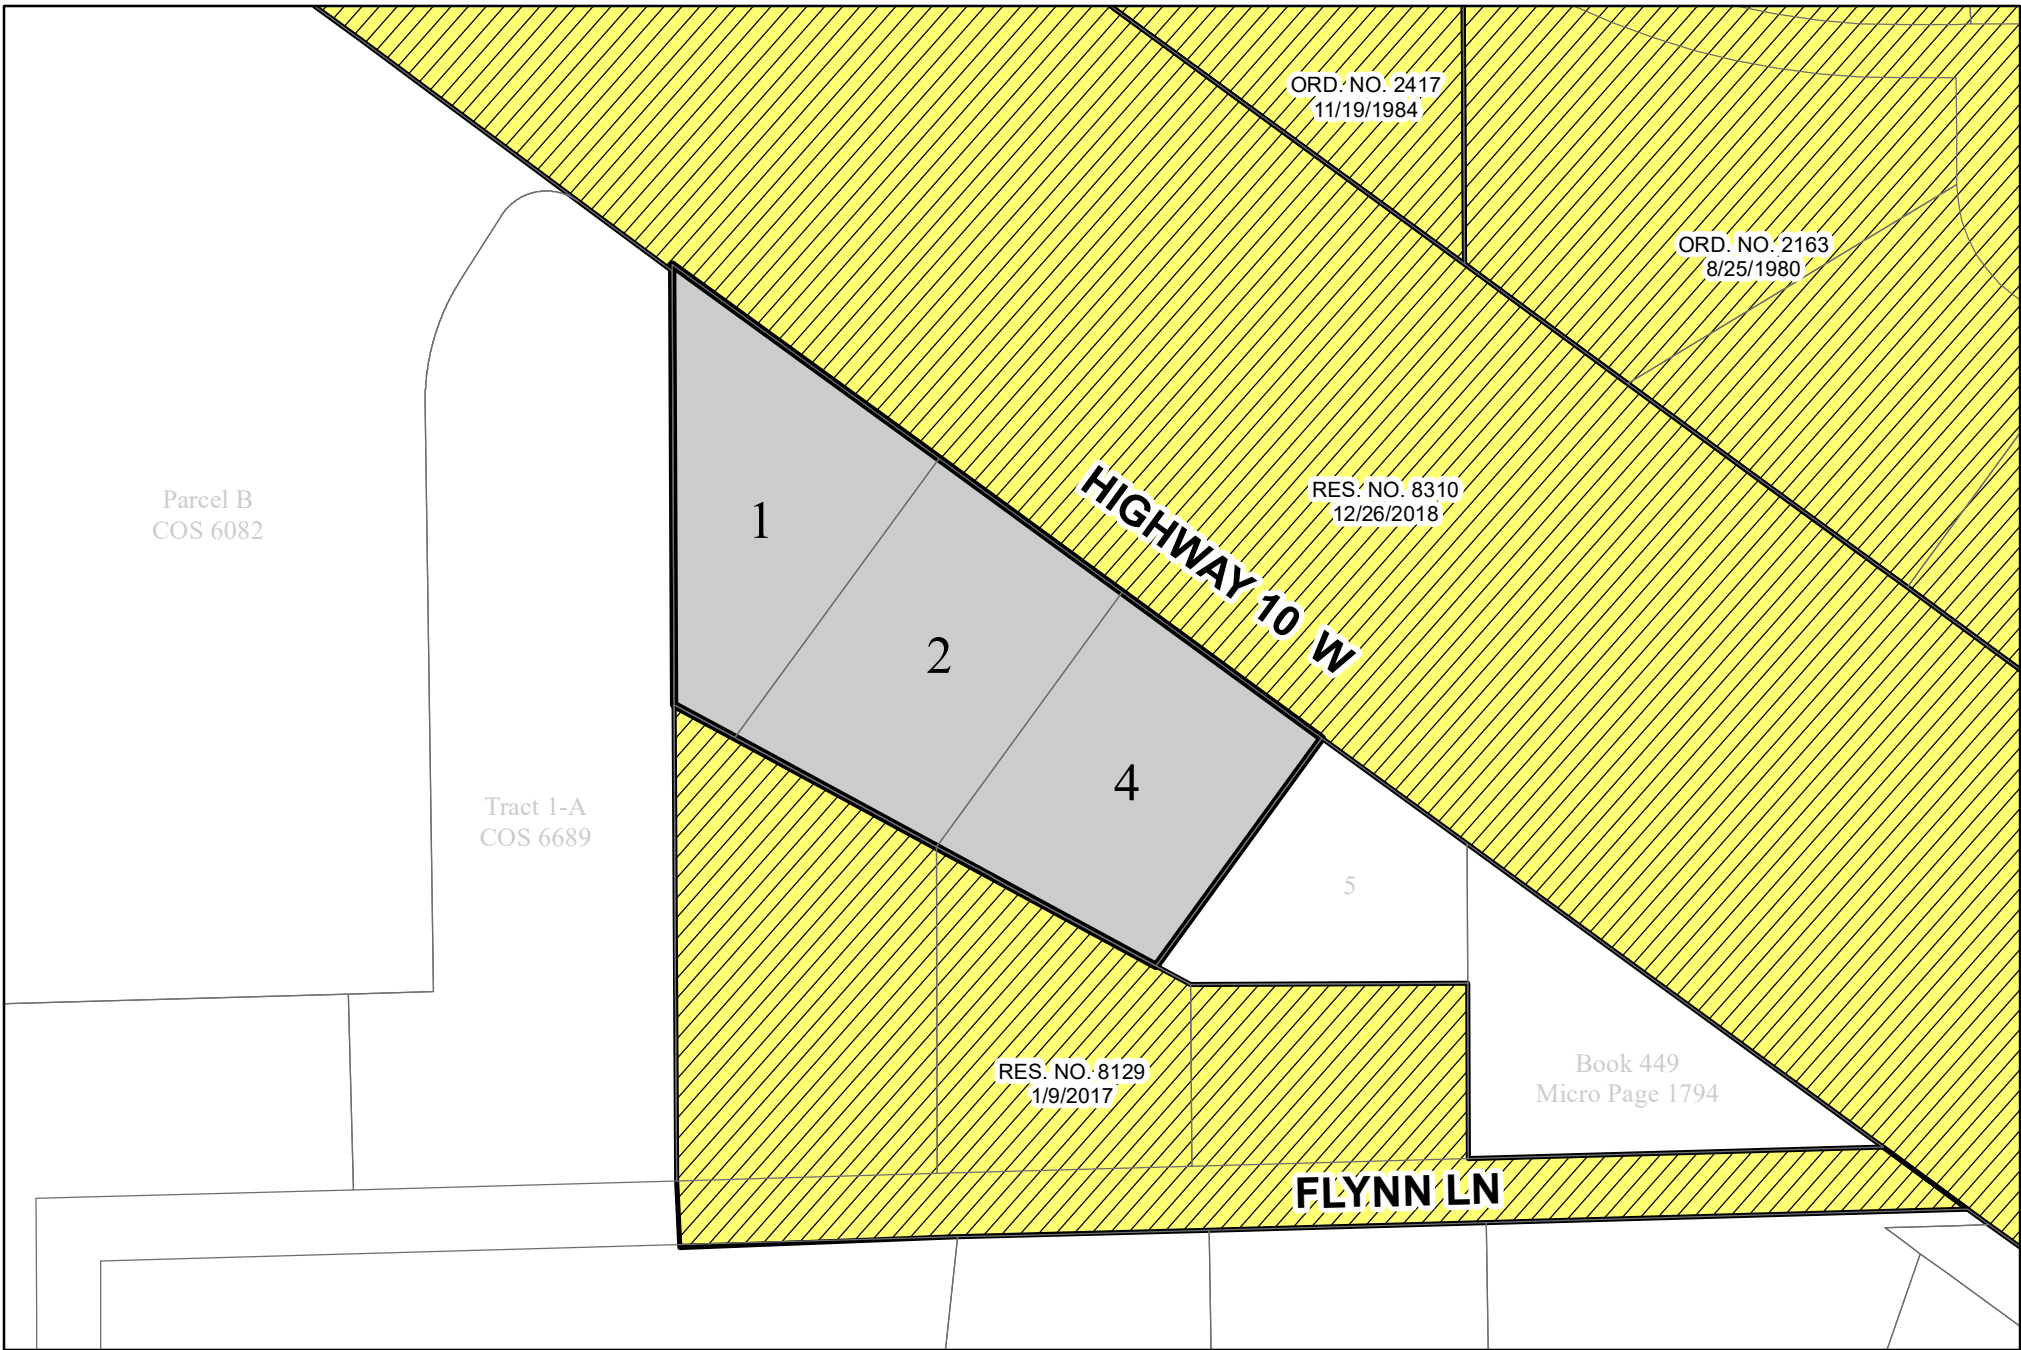 ORD. NO. 2417
11/19/1984
ORD. NO. 2163
8/25/1980
Parcel B
COS 6082
1
HIGHWAY 10 W
RES. NO. 8310
12/26/2018
2
4
Tract 1-A
COS 6689
5
RES. NO. 8129
1/9/2017
Book 449
Micro Page 1794
FLYNN LN